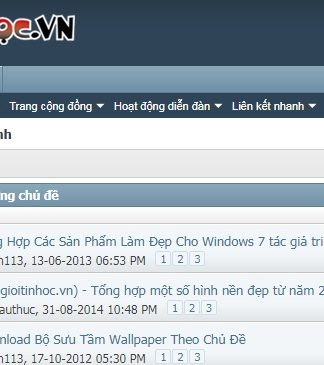 ỌC.VN
Trang cộng đồng Hoạt động diễn đàn Liên kết nhanh
nh
ng chủ đề
g Hợp Các Sản Phẩm Làm Đẹp Cho Windows 7 tác giả tri
n113, 13-06-2013 06:53 PM 1 2 3
gioitinhoc.vn) - Tổng hợp một số hình nền đẹp từ năm 2
authuc, 31-08-2014 10:48 PM 1 2 3
nload Bộ Sưu Tầm Wallpaper Theo Chủ Đề
n113, 17-10-2012 05:30 PM 1 2 3